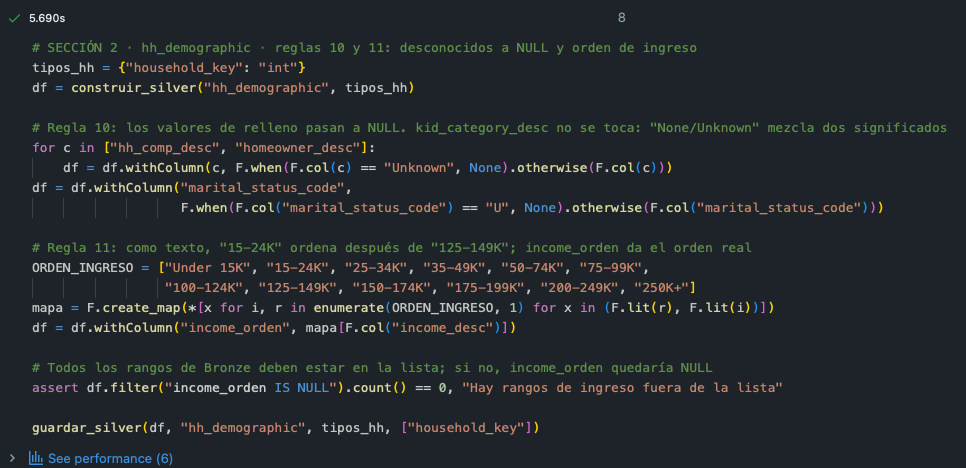 5.690s
8
# SECCIÓN 2 · hh_demographic · reglas 10 y 11: desconocidos a NULL y orden de ingreso
tipos_hh = {"household_key": "int"}
df = construir_silver("hh_demographic", tipos_hh)
# Regla 10: los valores de relleno pasan a NULL. kid_category_desc no se toca: "None/Unknown" mezcla dos significados
for c in ["hh_comp_desc", "homeowner_desc"]:
    df = df.withColumn(c, F.when(F.col(c) == "Unknown", None).otherwise(F.col(c)))
df = df.withColumn("marital_status_code",
                   F.when(F.col("marital_status_code") == "U", None).otherwise(F.col("marital_status_code")))
# Regla 11: como texto, "15-24K" ordena después de "125-149K"; income_orden da el orden real
ORDEN_INGRESO = ["Under 15K", "15-24K", "25-34K", "35-49K", "50-74K", "75-99K",
                 "100-124K", "125-149K", "150-174K", "175-199K", "200-249K", "250K+"]
mapa = F.create_map(*[x for i, r in enumerate(ORDEN_INGRESO, 1) for x in (F.lit(r), F.lit(i))])
df = df.withColumn("income_orden", mapa[F.col("income_desc")])
# Todos los rangos de Bronze deben estar en la lista; si no, income_orden quedaría NULL
assert df.filter("income_orden IS NULL").count() == 0, "Hay rangos de ingreso fuera de la lista"
guardar_silver(df, "hh_demographic", tipos_hh, ["household_key"])
See performance (6)